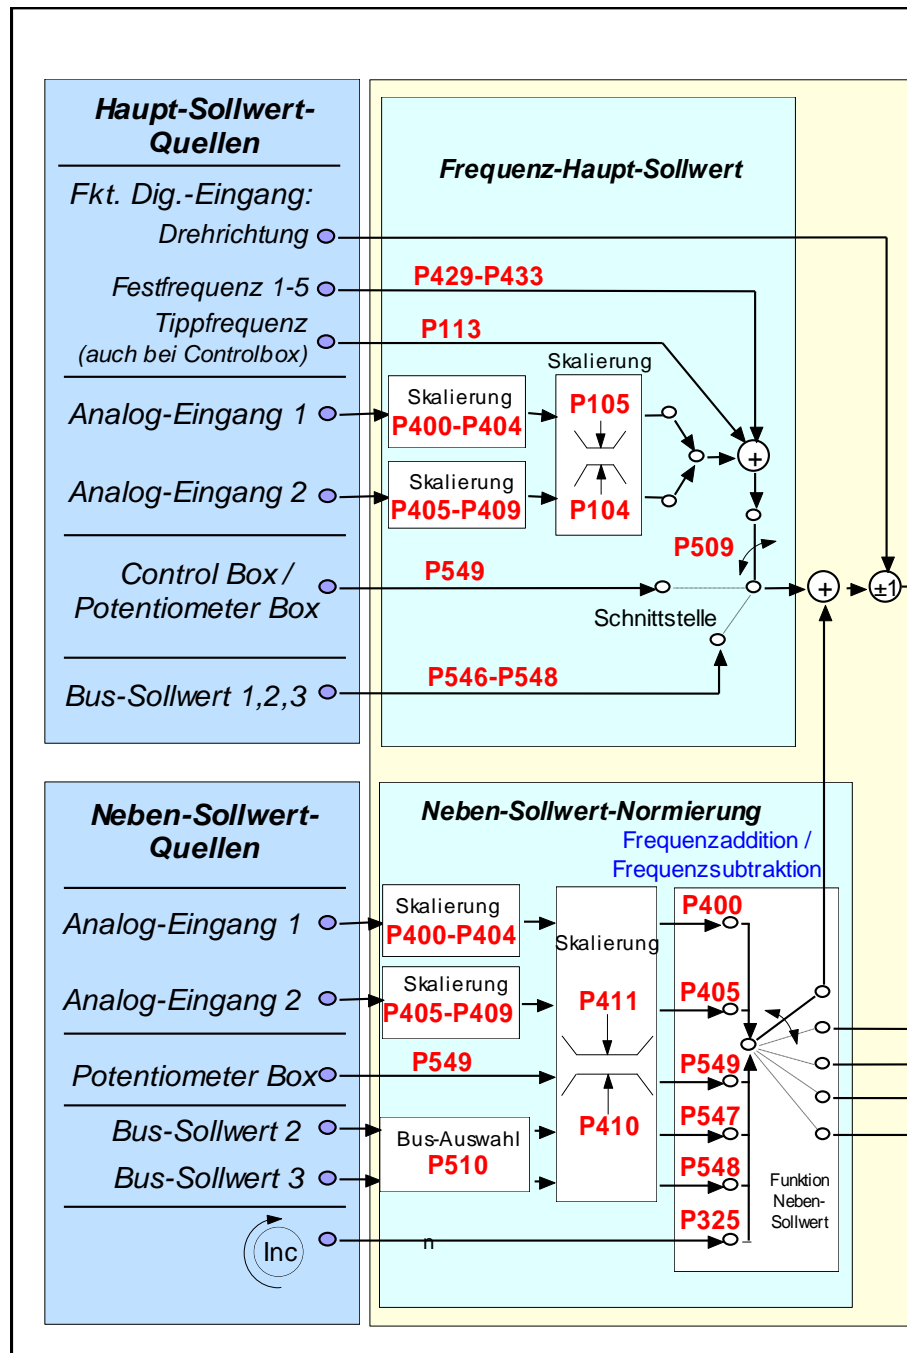 Haupt-Sollwert-
Quellen
Frequenz-Haupt-Sollwert
Fkt. Dig.-Eingang:
Drehrichtung
Festfrequenz 1-5
P429-P433
Tippfrequenz
(auch bei Controlbox)
P113
Skalierung
Analog-Eingang 1
Skalierung
P400-P404
P105
Analog-Eingang 2
Skalierung
P405-P409
P104
+
P509
Control Box /
Potentiometer Box
P549
Schnittstelle
+
±1
Bus-Sollwert 1,2,3
P546-P548
Neben-Sollwert-
Quellen
Neben-Sollwert-Normierung
Frequenzaddition /
Frequenzsubtraktion
Analog-Eingang 1
Skalierung
P400-P404
Skalierung
P400
Analog-Eingang 2
Skalierung
P405-P409
P411
P405
Potentiometer Box
P549
P549
Bus-Sollwert 2
Bus-Auswahl
P510
P410
P547
Bus-Sollwert 3
P548
Funktion
Neben-
Sollwert
Inc
n
P325